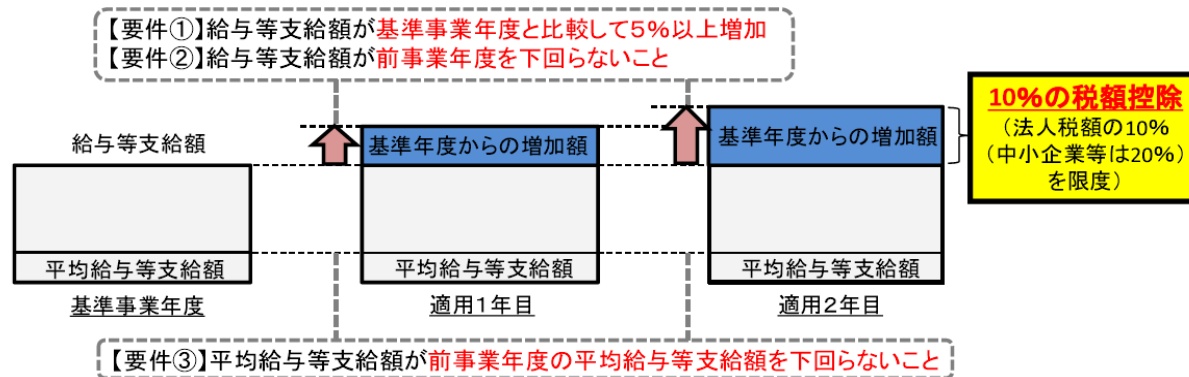 【要件①】給与等支給額が基準事業年度と比較して5%以上増加
【要件②】給与等支給額が前事業年度を下回らないこと
給与等支給額
基準年度からの増加額
基準年度からの増加額
10%の税額控除
(法人税額の10%
(中小企業等は20%)
を限度)
平均給与等支給額
平均給与等支給額
平均給与等支給額
基準事業年度
適用1年目
適用2年目
【要件③】平均給与等支給額が前事業年度の平均給与等支給額を下回らないこと